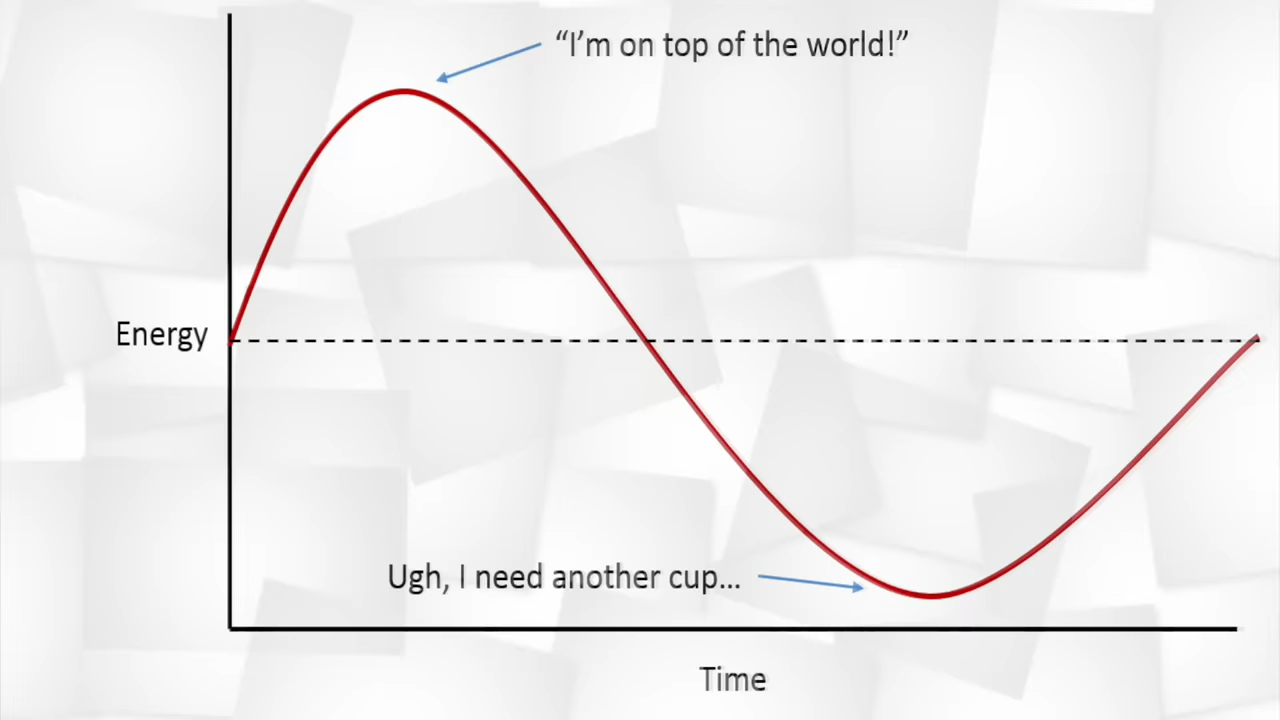 “I’m on top of the world!”
Energy
Ugh, I need another cup...
Time